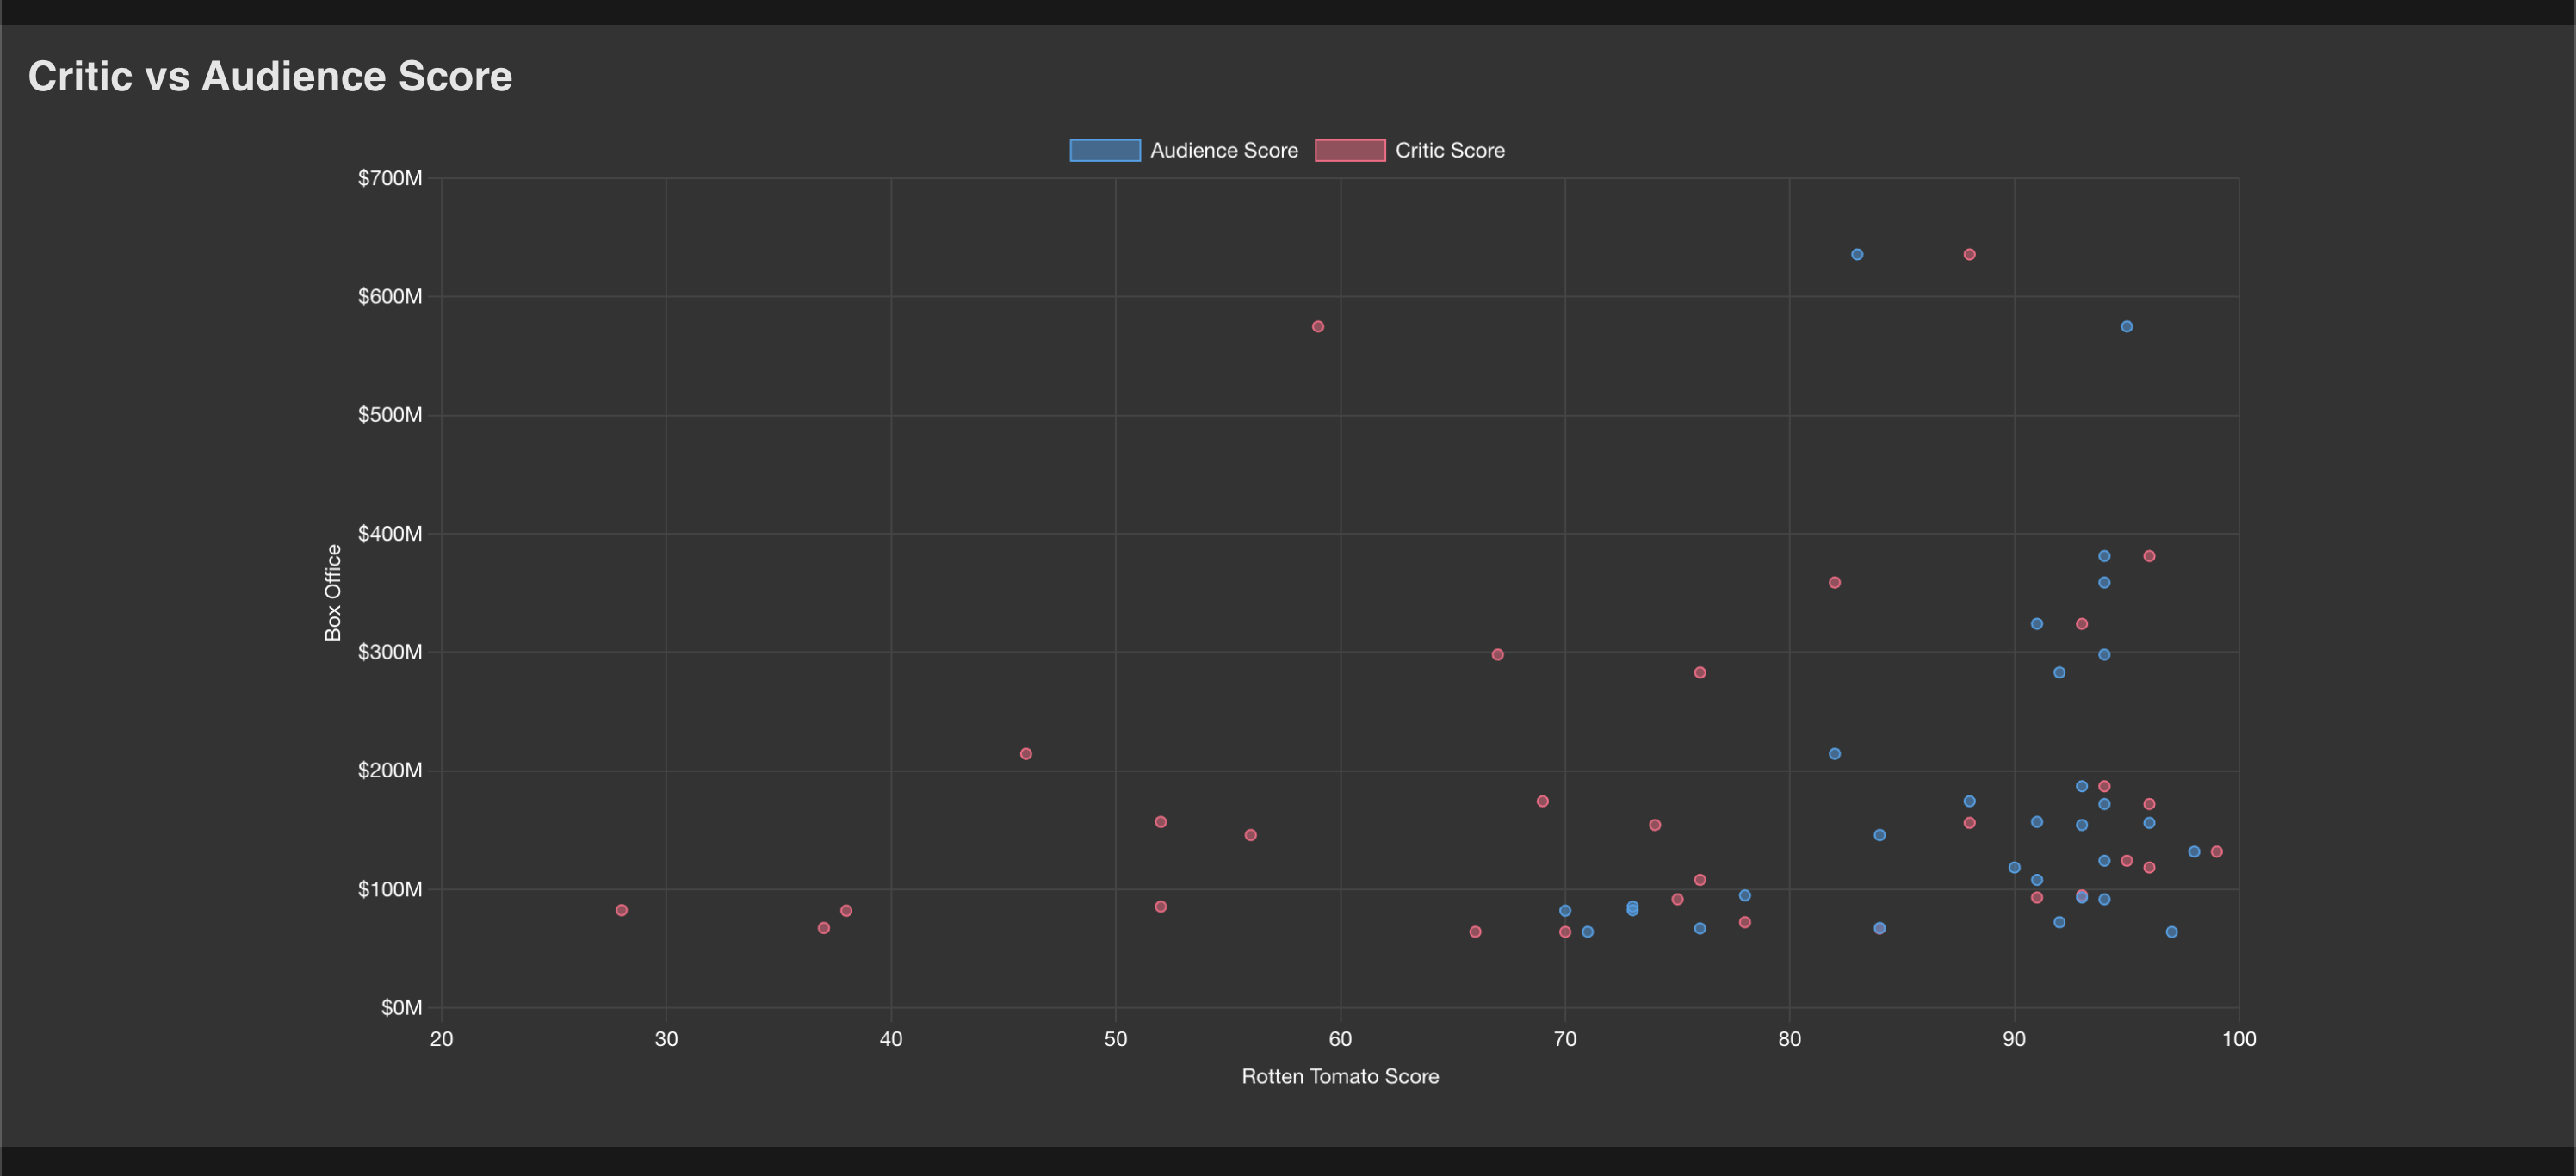 Critic vs Audience Score
Audience Score
Critic Score
$700M
$600M
$500M
$400M
$300M
$200M
$100M
$0M
Box Office
20
30
40
50
60
70
80
90
100
Rotten Tomato Score